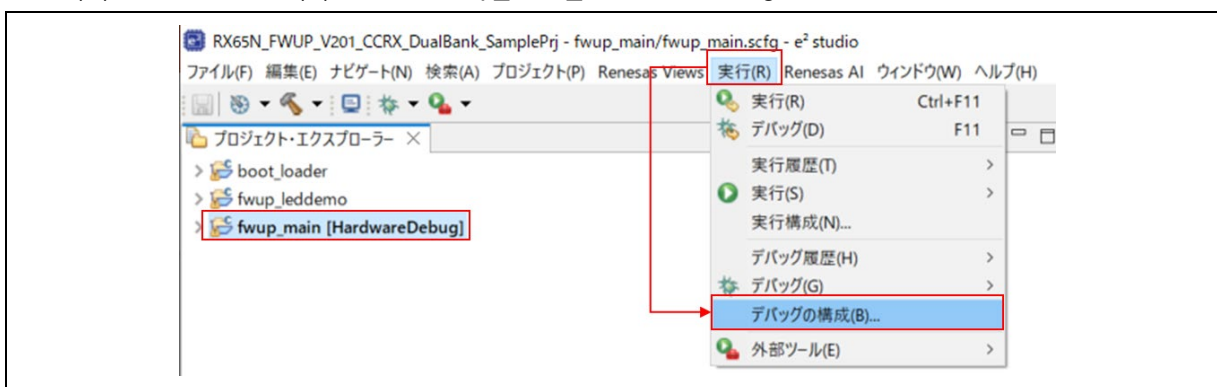 RX65N_FWUP_V201_CCRX_DualBank_SamplePrj - fwup_main/fwup_main.scfg - e² studio
ファイル(F) 編集(E) ナビゲート(N) 検索(A) プロジェクト(P) Renesas Views 実行(R) Renesas AI ウィンドウ(W) ヘルプ(H)
プロジェクト・エクスプローラー
boot_loader
fwup_leddemo
fwup_main [HardwareDebug]
実行(R) Ctrl+F11
デバッグ(D) F11
実行履歴(T)
実行(S)
実行構成(N)...
デバッグ履歴(H)
デバッグ(G)
デバッグの構成(B)...
外部ツール(E)